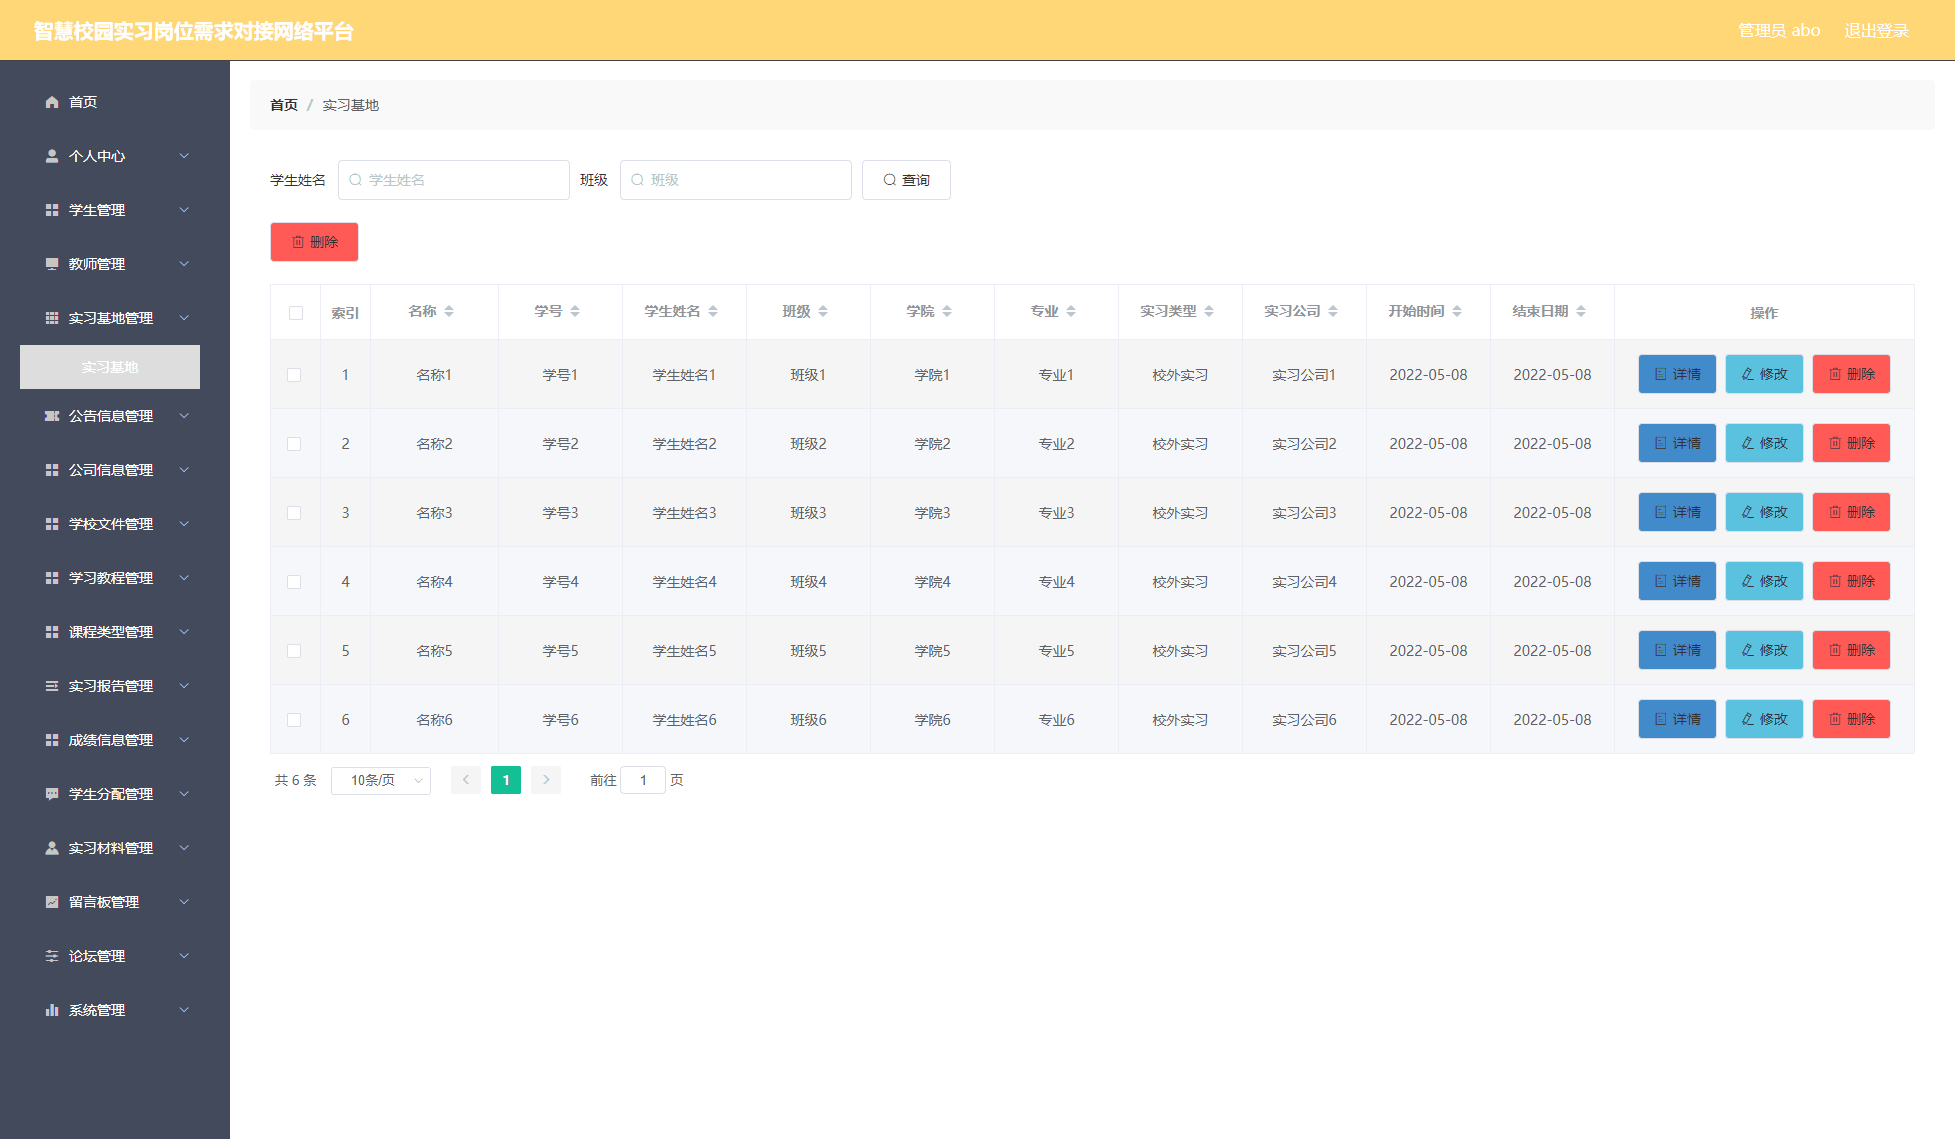 智慧校园实习岗位需求对接网络平台
管理员 abo 退出登录
首页
个人中心
学生管理
教师管理
实习基地管理
实习基地
公告信息管理
公司信息管理
学校文件管理
学习教程管理
课程类型管理
实习报告管理
成绩信息管理
学生分配管理
实习材料管理
留言板管理
论坛管理
系统管理
首页 / 实习基地
学生姓名 学生姓名 班级 班级 查询
删除
索引 名称 学号 学生姓名 班级 学院 专业 实习类型 实习公司 开始时间 结束日期 操作
1 名称1 学号1 学生姓名1 班级1 学院1 专业1 校外实习 实习公司1 2022-05-08 2022-05-08 详情 修改 删除
2 名称2 学号2 学生姓名2 班级2 学院2 专业2 校外实习 实习公司2 2022-05-08 2022-05-08 详情 修改 删除
3 名称3 学号3 学生姓名3 班级3 学院3 专业3 校外实习 实习公司3 2022-05-08 2022-05-08 详情 修改 删除
4 名称4 学号4 学生姓名4 班级4 学院4 专业4 校外实习 实习公司4 2022-05-08 2022-05-08 详情 修改 删除
5 名称5 学号5 学生姓名5 班级5 学院5 专业5 校外实习 实习公司5 2022-05-08 2022-05-08 详情 修改 删除
6 名称6 学号6 学生姓名6 班级6 学院6 专业6 校外实习 实习公司6 2022-05-08 2022-05-08 详情 修改 删除
共 6 条 10条/页 1 前往 1 页